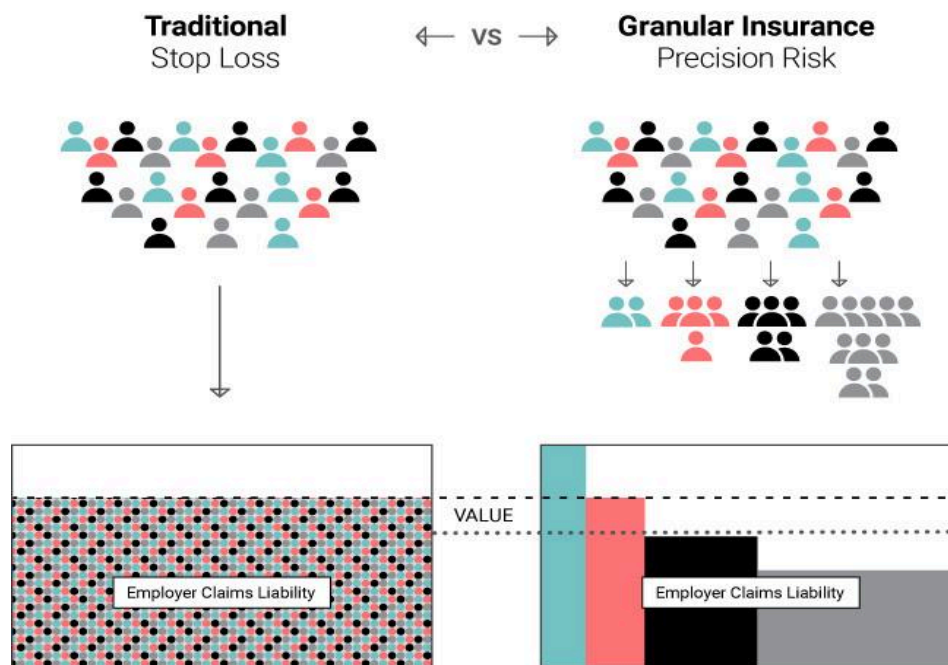 Traditional
Stop Loss
VS
Granular Insurance
Precision Risk
VALUE
Employer Claims Liability
Employer Claims Liability